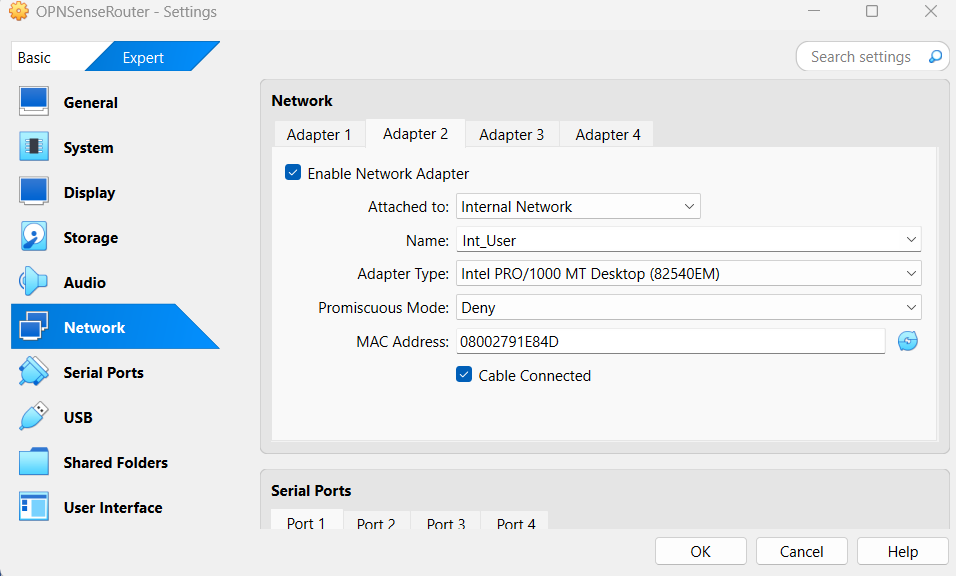 OPNSenseRouter - Settings
Basic
Expert
Search settings
General
System
Display
Storage
Audio
Network
Serial Ports
USB
Shared Folders
User Interface
Network
Adapter 1 Adapter 2 Adapter 3 Adapter 4
Enable Network Adapter
Attached to: Internal Network
Name: Int_User
Adapter Type: Intel PRO/1000 MT Desktop (82540EM)
Promiscuous Mode: Deny
MAC Address: 08002791E84D
Cable Connected
Serial Ports
Port 1 Port 2 Port 3 Port 4
OK Cancel Help